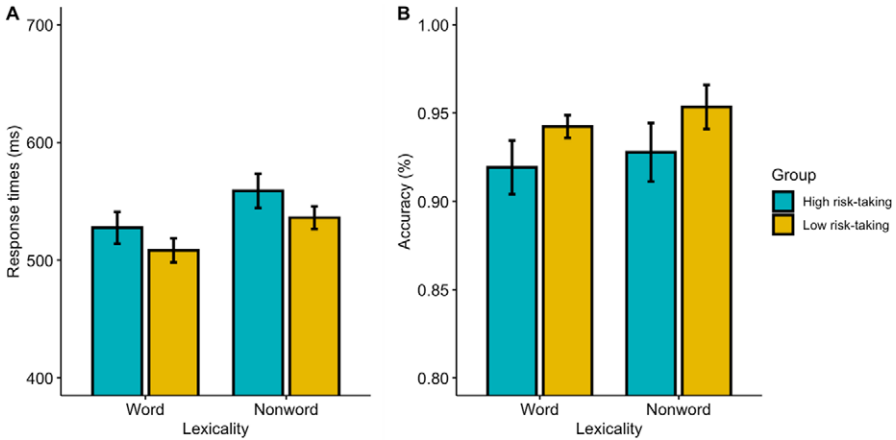 A
Response times (ms)
700
600
500
400
Word
Nonword
Lexicality
B
Accuracy (%)
1.00
0.95
0.90
0.85
0.80
Word
Nonword
Lexicality
Group
High risk-taking
Low risk-taking